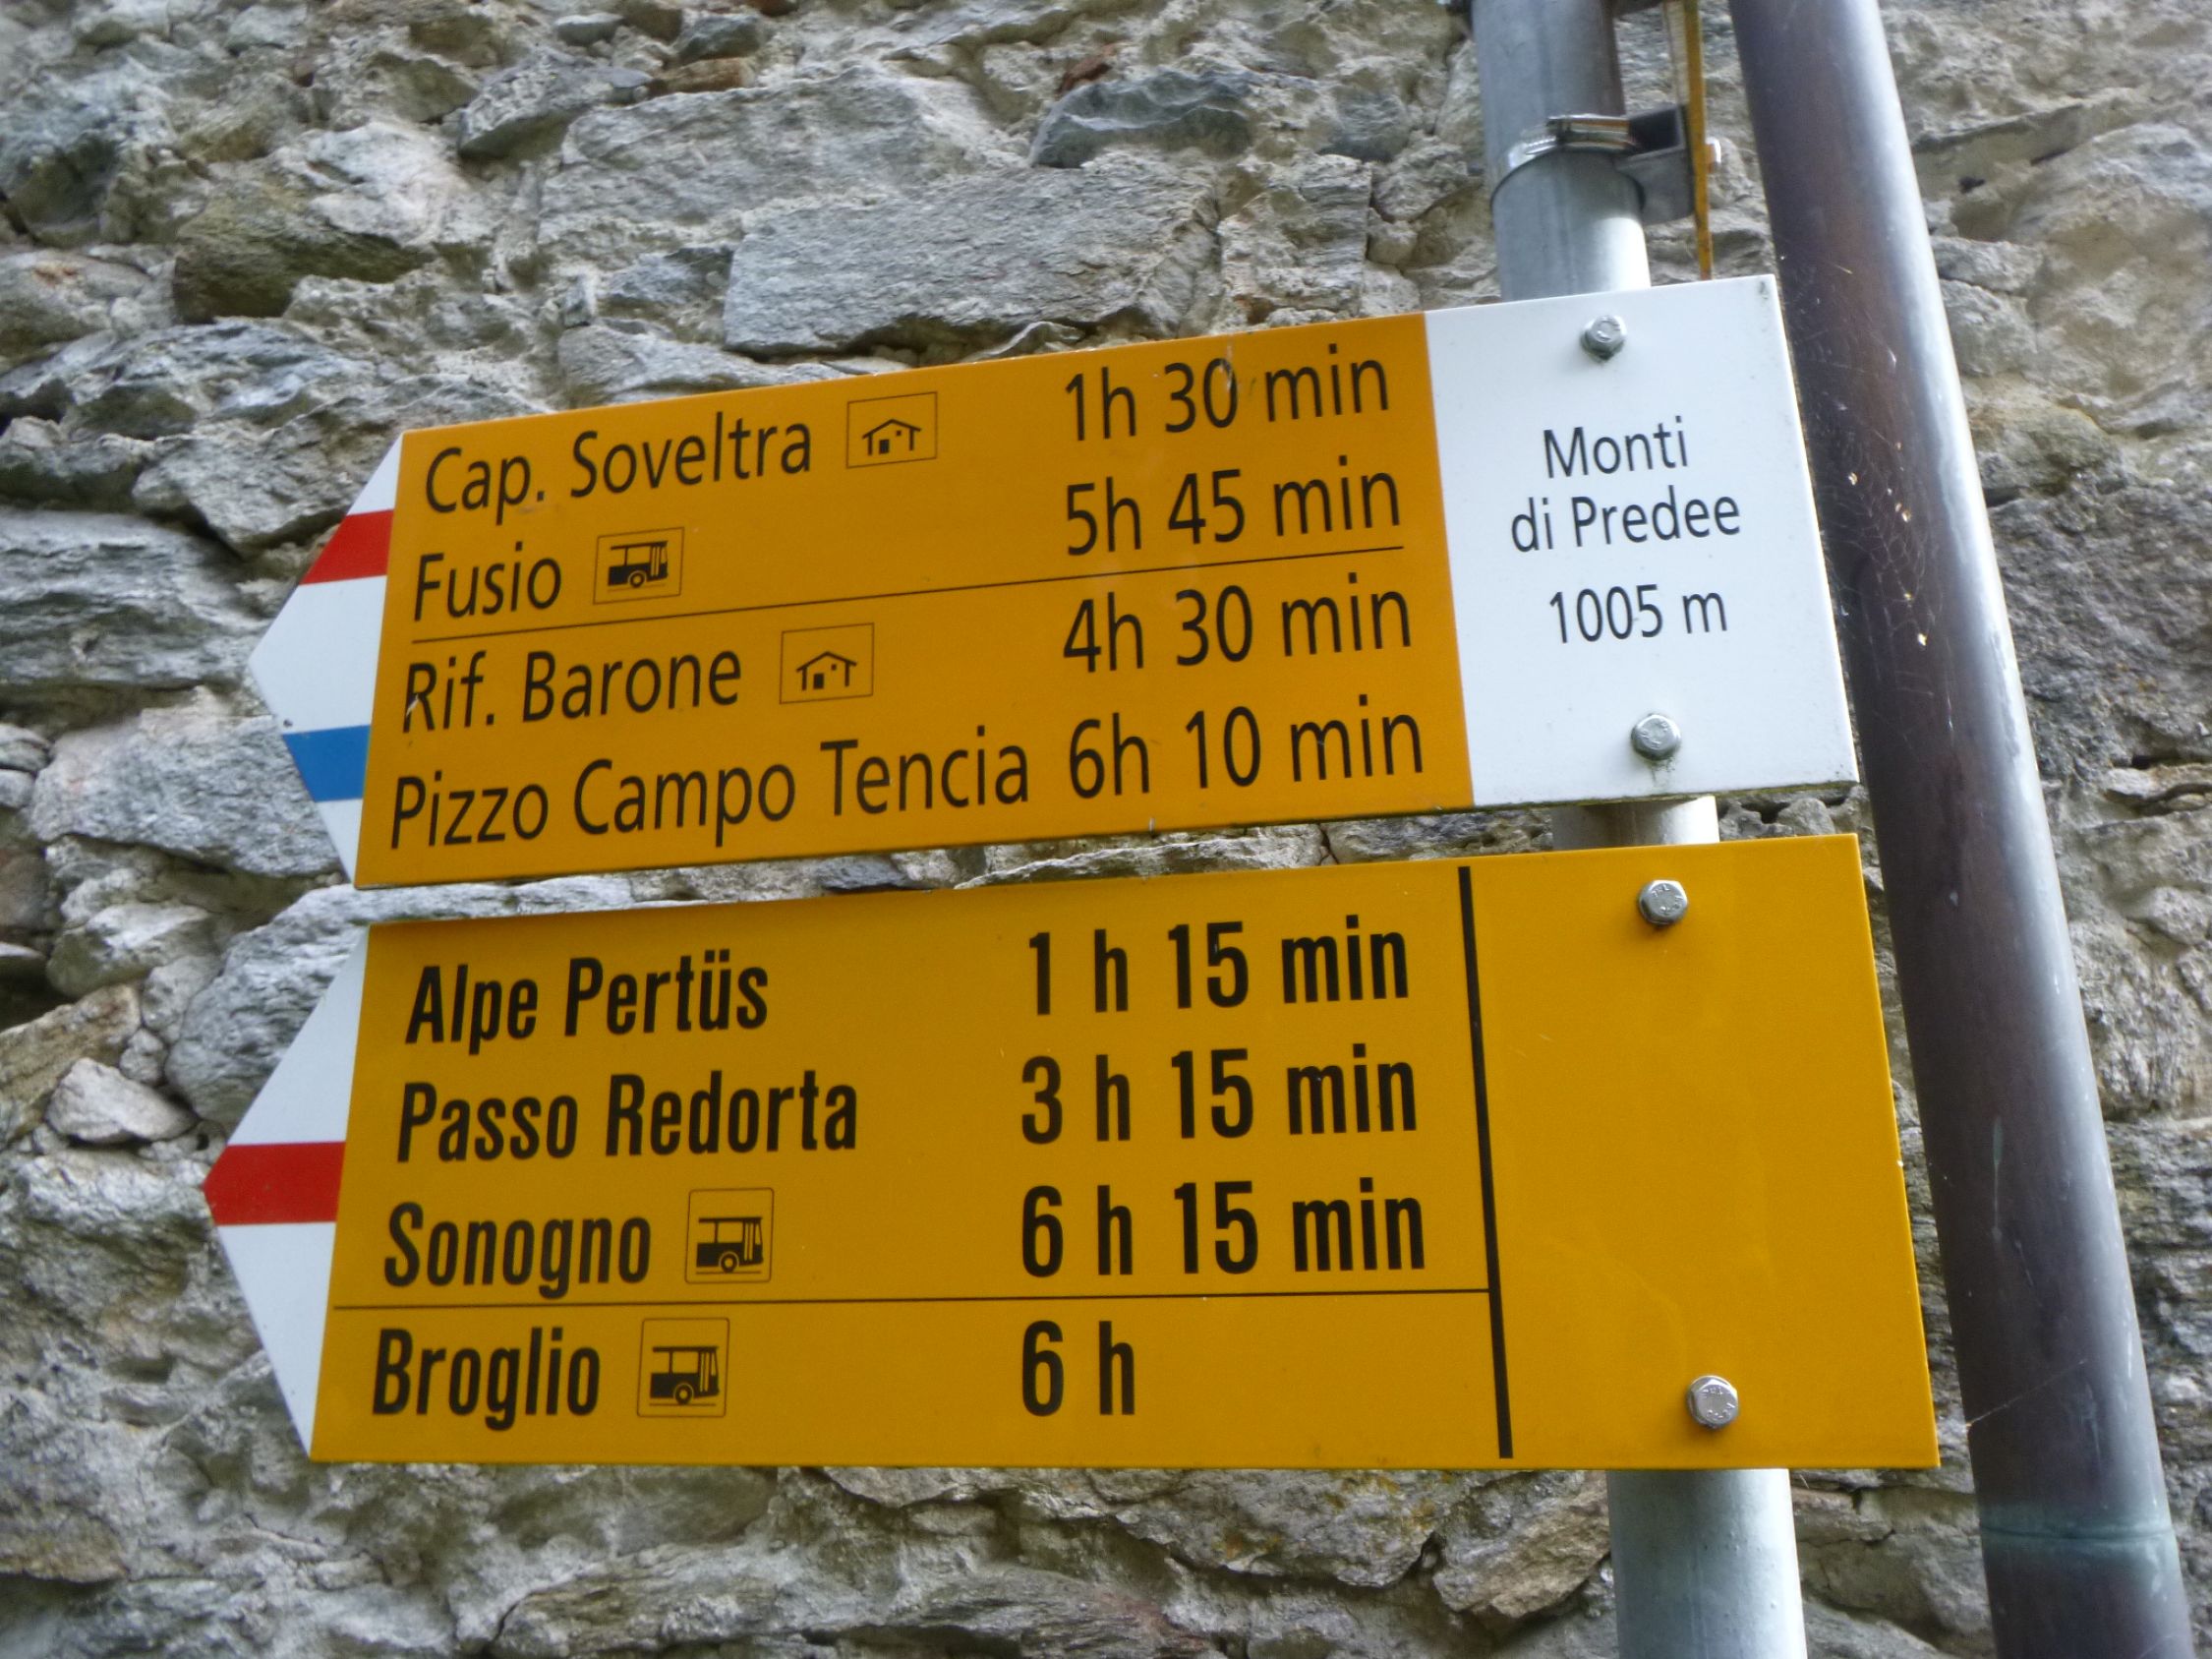 Cap. Soveltra 1h 30 min
Fusio 5h 45 min
Rif. Barone 4h 30 min
Pizzo Campo Tencia 6h 10 min
Monti
di Predee
1005 m
Alpe Pertüs 1 h 15 min
Passo Redorta 3 h 15 min
Sonogno 6 h 15 min
Broglio 6 h